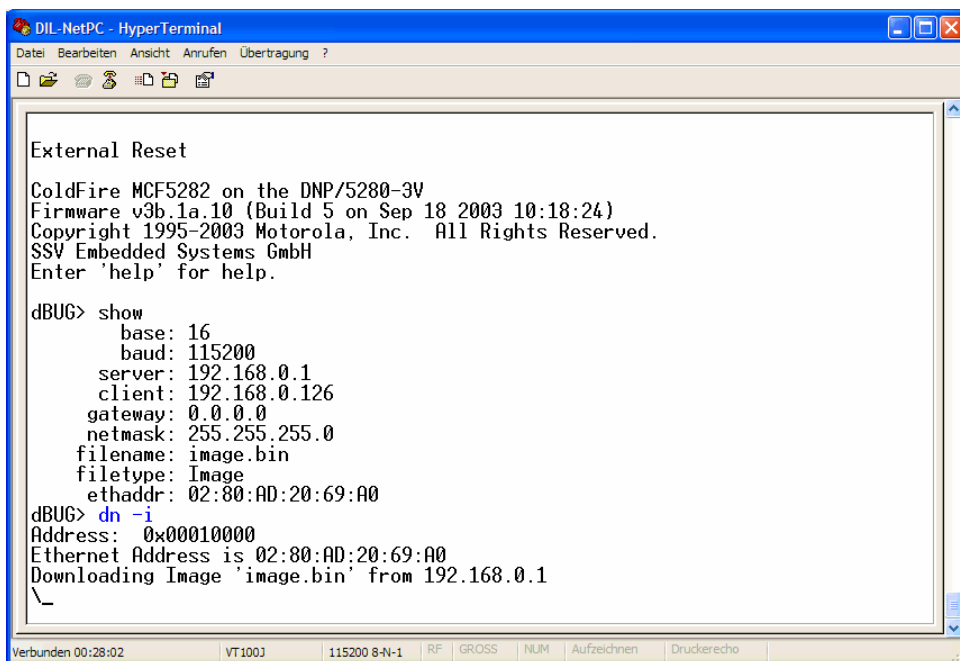 DIL-NetPC - HyperTerminal
Datei Bearbeiten Ansicht Anrufen Übertragung ?
External Reset
ColdFire MCF5282 on the DNP/5280-3V
Firmware v3b.1a.10 (Build 5 on Sep 18 2003 10:18:24)
Copyright 1995-2003 Motorola, Inc.  All Rights Reserved.
SSV Embedded Systems GmbH
Enter 'help' for help.
dBUG> show
base: 16
baud: 115200
server: 192.168.0.1
client: 192.168.0.126
gateway: 0.0.0.0
netmask: 255.255.255.0
filename: image.bin
filetype: Image
ethaddr: 02:80:AD:20:69:A0
dBUG> dn -i
Address:  0x00010000
Ethernet Address is 02:80:AD:20:69:A0
Downloading Image 'image.bin' from 192.168.0.1
\_
Verbunden 00:28:02 VT100J 115200 8-N-1 RF GROSS NUM Aufzeichnen Druckerecho